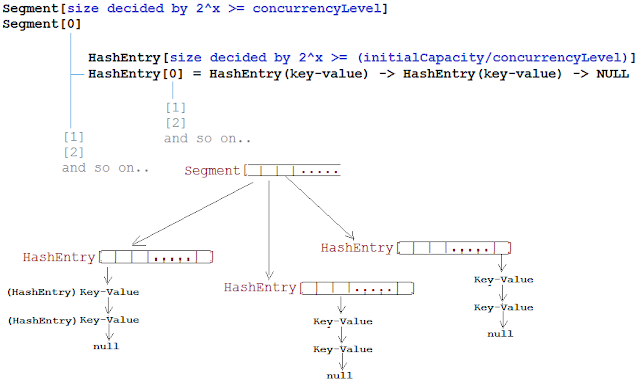 Segment[size decided by 2^x >= concurrencyLevel]
Segment[0]
HashEntry[size decided by 2^x >= (initialCapacity/concurrencyLevel)]
HashEntry[0] = HashEntry(key-value) -> HashEntry(key-value) -> NULL
[1]
[2]
and so on..
[1]
[2]
and so on..
Segment[ | | | .....
HashEntry
HashEntry
HashEntry
(HashEntry) Key-Value
(HashEntry) Key-Value
null
Key-Value
Key-Value
null
Key-Value
Key-Value
null